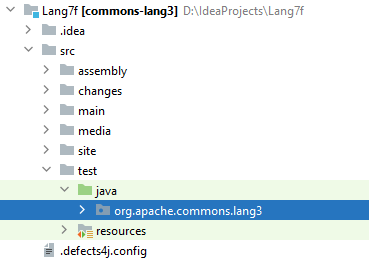 Lang7f [commons-lang3] D:\IdeaProjects\Lang7f
.idea
src
assembly
changes
main
media
site
test
java
org.apache.commons.lang3
resources
.defects4j.config